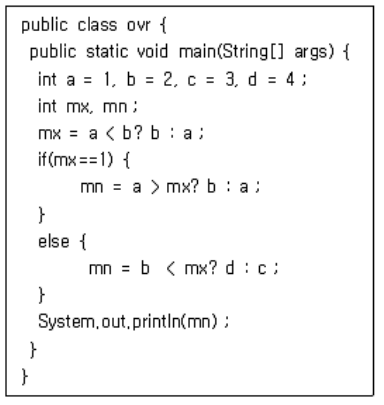 public class ovr {
public static void main(String[] args) {
int a = 1, b = 2, c = 3, d = 4 ;
int mx, mn ;
mx = a < b? b : a ;
if(mx==1) {
mn = a > mx? b : a ;
}
else {
mn = b < mx? d : c ;
}
System.out.println(mn) ;
}
}